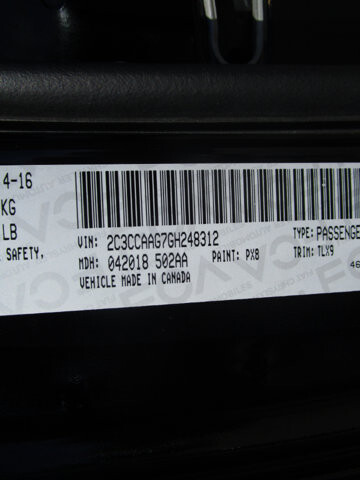 4-16
KG
LB
SAFETY,
VIN: 2C3CCAAG7GH248312
TYPE: PASSENGE
MDH: 042018 502AA
PAINT: PX8
TRIM: TLX9
VEHICLE MADE IN CANADA
46